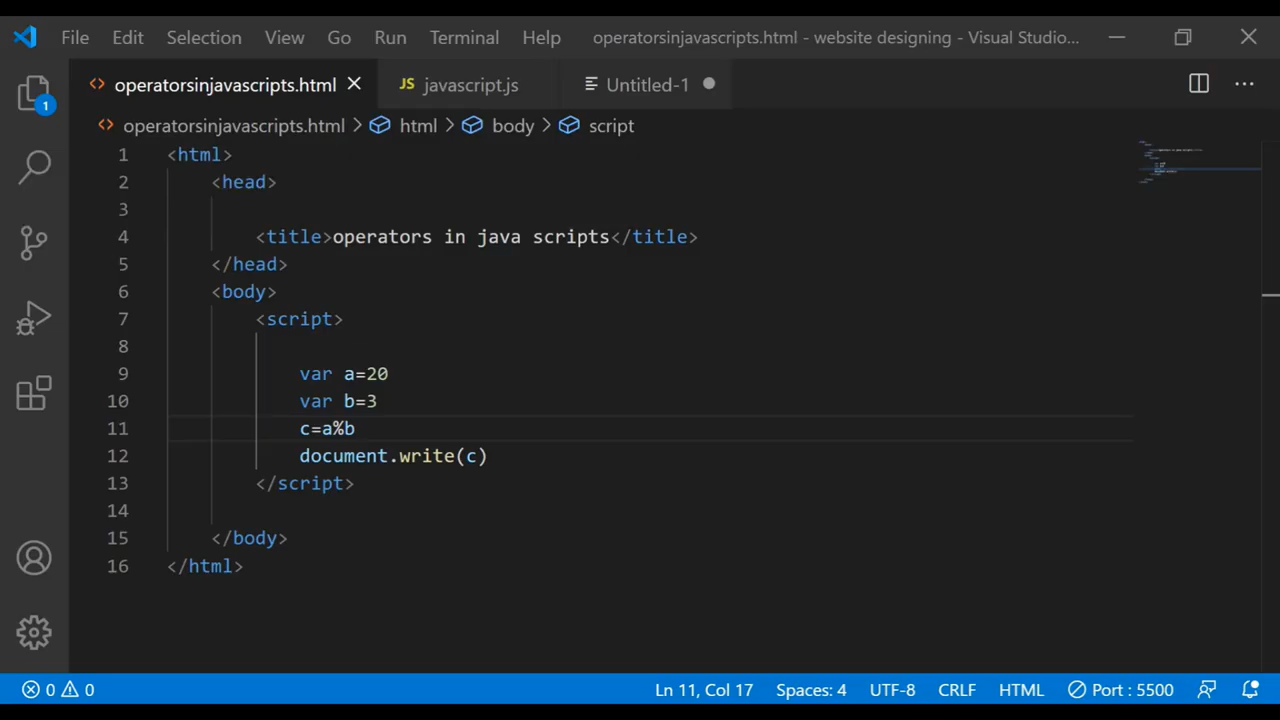 File Edit Selection View Go Run Terminal Help operatorsinjavascripts.html - website designing - Visual Studio...
operatorsinjavascripts.html JS javascript.js Untitled-1
operatorsinjavascripts.html > html > body > script
1 <html>
2 <head>
3
4 <title>operators in java scripts</title>
5 </head>
6 <body>
7 <script>
8
9 var a=20
10 var b=3
11 c=a%b
12 document.write(c)
13 </script>
14
15 </body>
16 </html>
1
0 0 Ln 11, Col 17 Spaces: 4 UTF-8 CRLF HTML Port : 5500